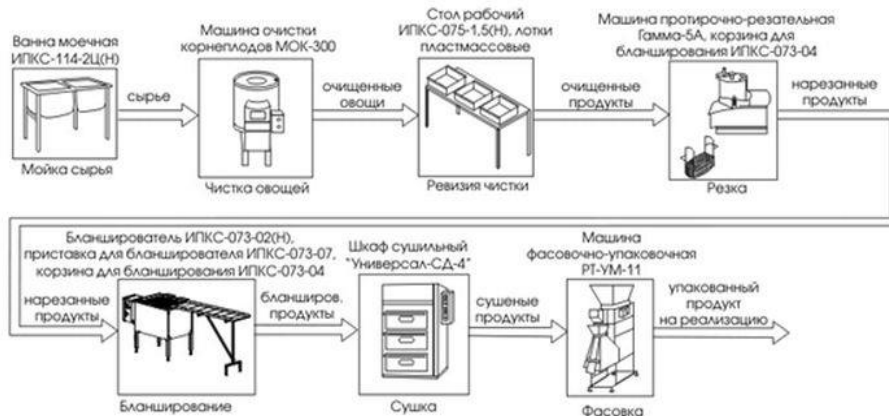 Ванна моечная
ИПКС-114-2Ц(Н)
сырье
Мойка сырья
Машина очистки
корнеплодов МОК-300
очищенные
овощи
Чистка овощей
Стол рабочий
ИПКС-075-1,5(Н), лотки
пластмассовые
очищенные
продукты
Ревизия чистки
Машина протирочно-резательная
Гамма-5А, корзина для
бланширования ИПКС-073-04
нарезанные
продукты
Резка
Бланширователь ИПКС-073-02(Н),
приставка для бланширователя ИПКС-073-07,
корзина для бланширования ИПКС-073-04
нарезанные
продукты
Бланширование
бланширов.
продукты
Шкаф сушильный
"Универсал-СД-4"
Сушка
сушеные
продукты
Машина
фасовочно-упаковочная
РТ-УМ-11
Фасовка
упакованный
продукт
на реализацию